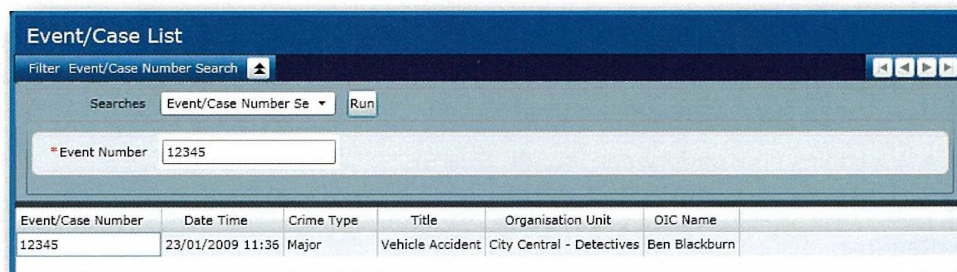 Event/Case List
Filter Event/Case Number Search
Searches Event/Case Number Se Run
*Event Number 12345
Event/Case Number Date Time Crime Type Title Organisation Unit OIC Name
12345 23/01/2009 11:36 Major Vehicle Accident City Central - Detectives Ben Blackburn